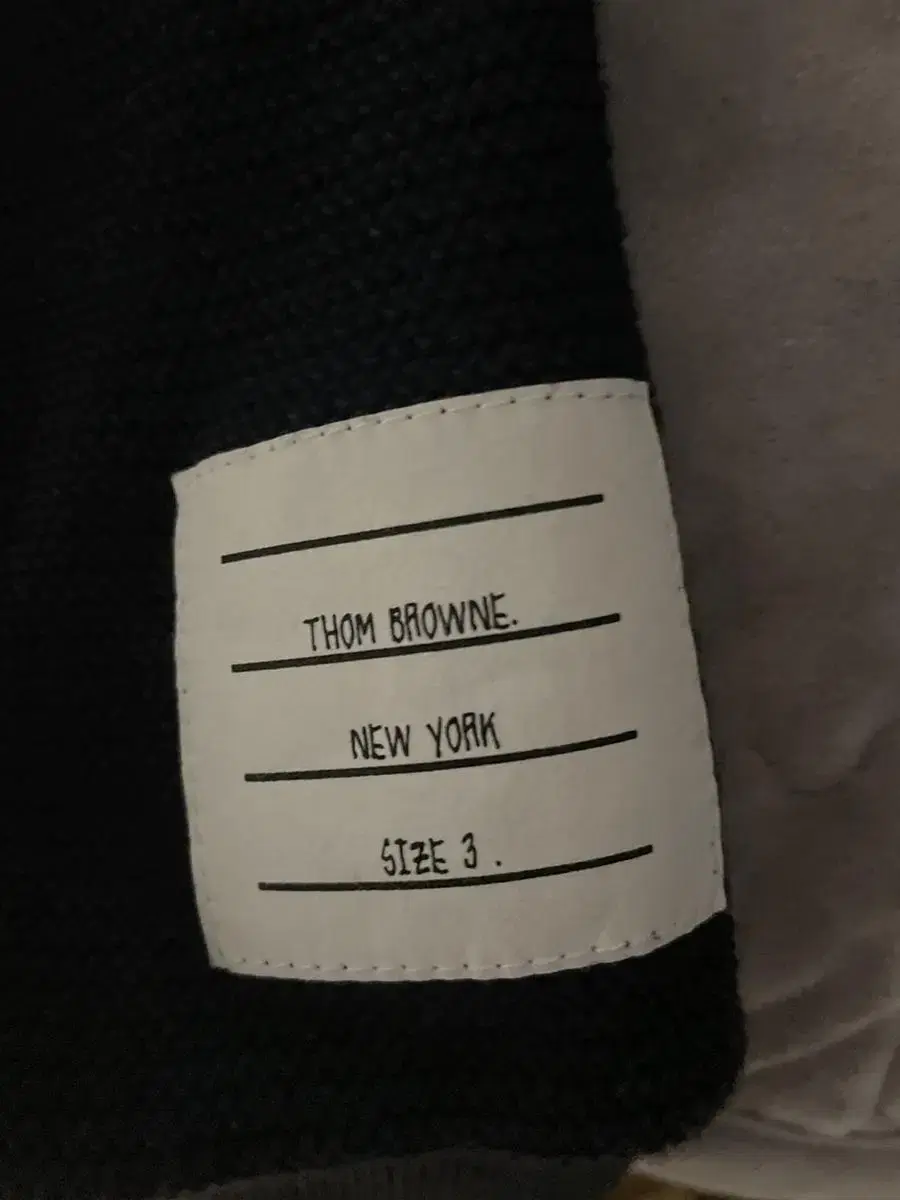 THOM BROWNE.
NEW YORK
SIZE 3 .